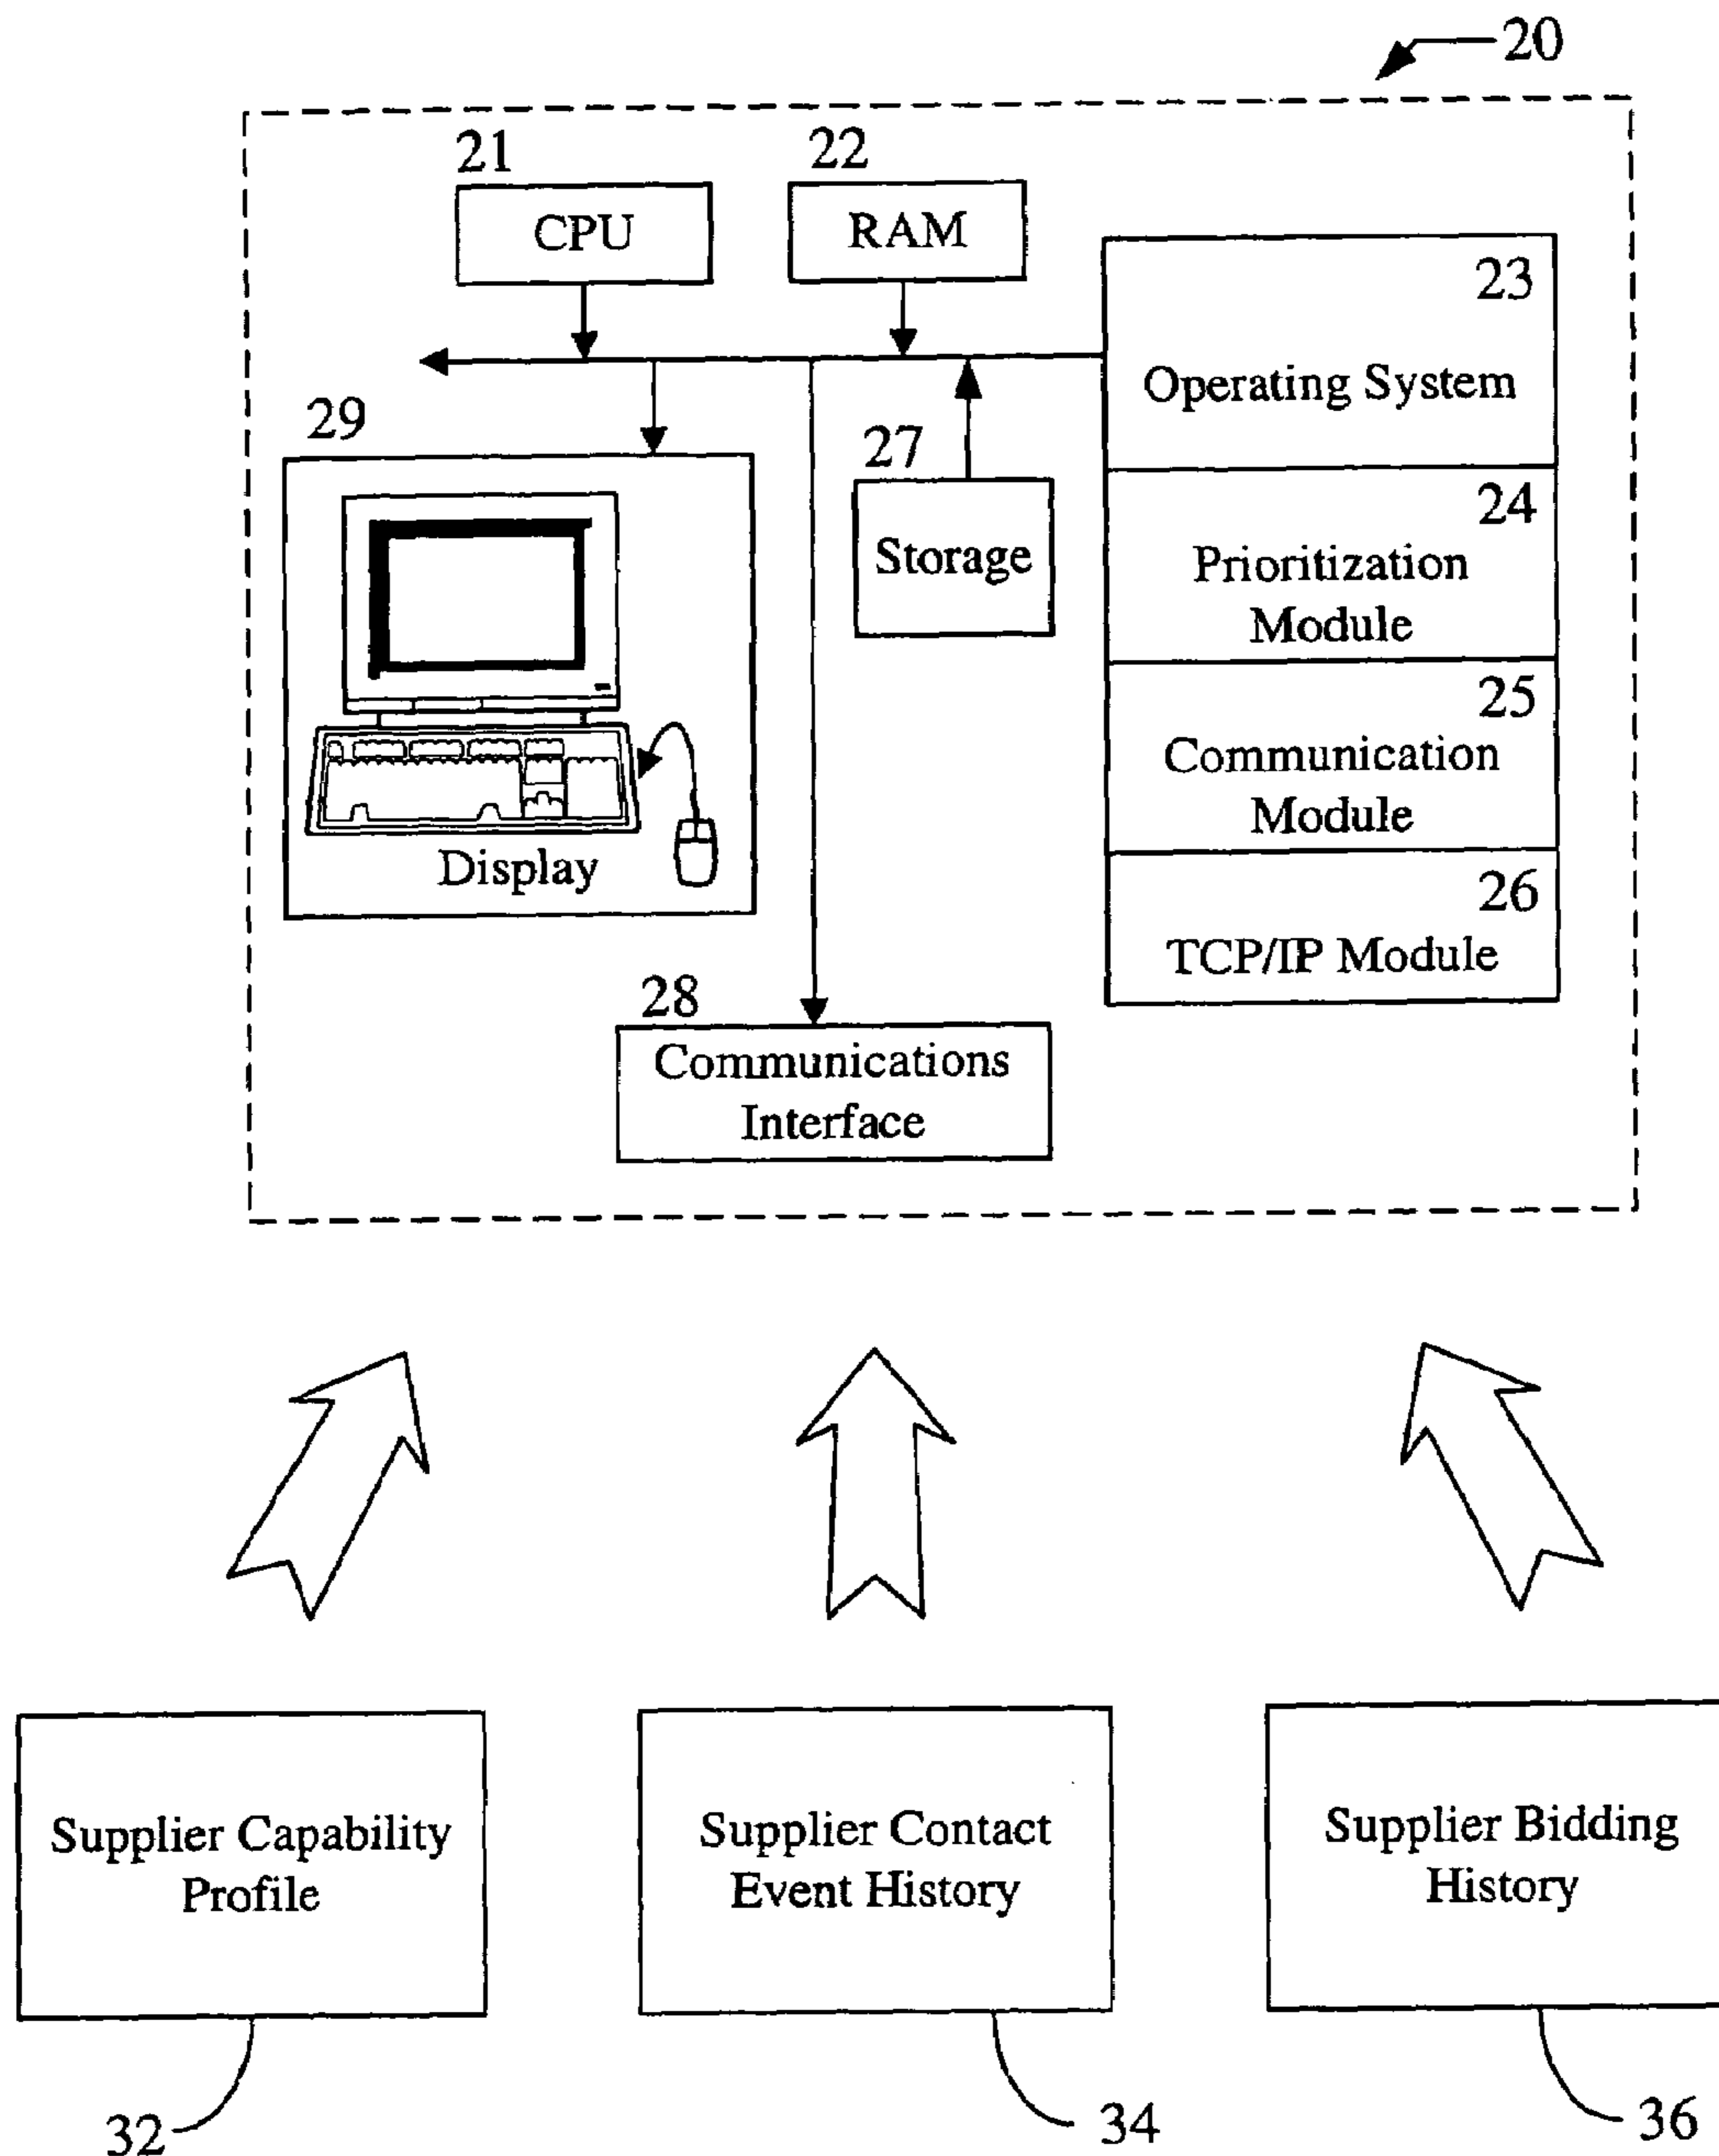 20
21
CPU
22
RAM
23
Operating System
29
27
Storage
24
Prioritization
Module
25
Communication
Module
Display
26
TCP/IP Module
28
Communications
Interface
Supplier Capability
Profile
Supplier Contact
Event History
Supplier Bidding
History
32
34
36